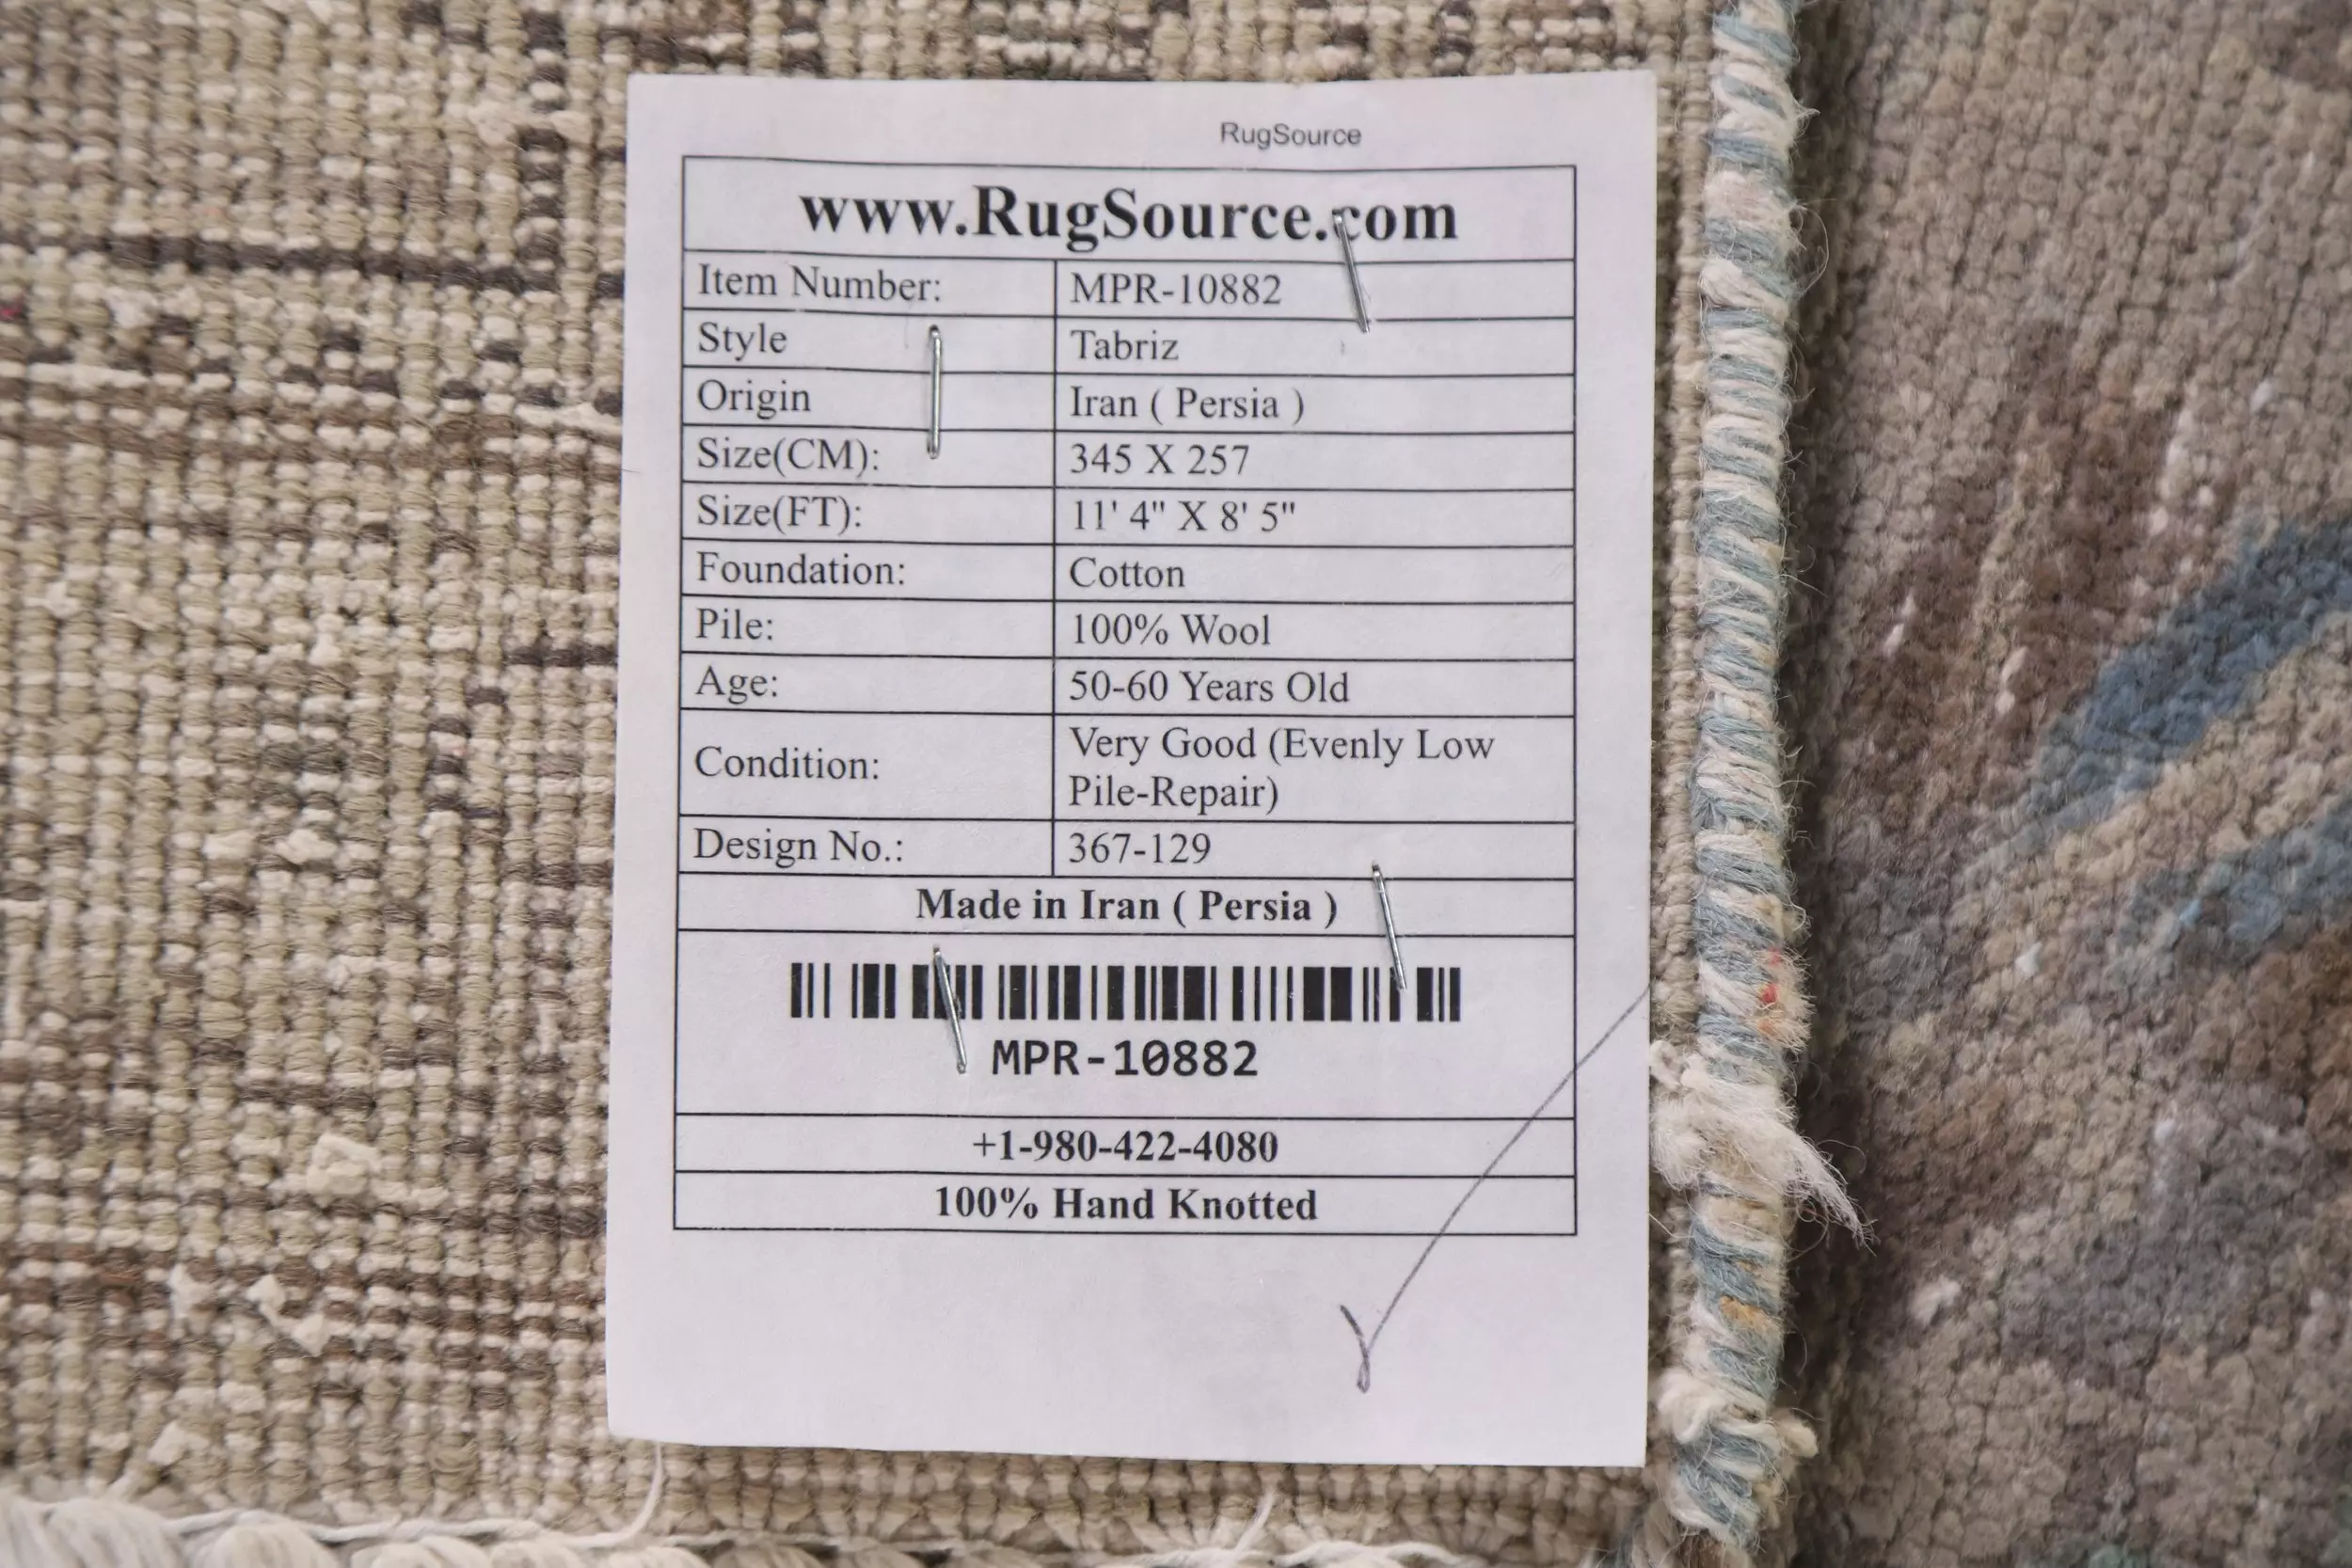 RugSource
www.RugSource.com
Item Number: MPR-10882
Style Tabriz
Origin Iran ( Persia )
Size(CM): 345 X 257
Size(FT): 11' 4" X 8' 5"
Foundation: Cotton
Pile: 100% Wool
Age: 50-60 Years Old
Condition: Very Good (Evenly Low
Pile-Repair)
Design No.: 367-129
Made in Iran ( Persia )
MPR-10882
+1-980-422-4080
100% Hand Knotted